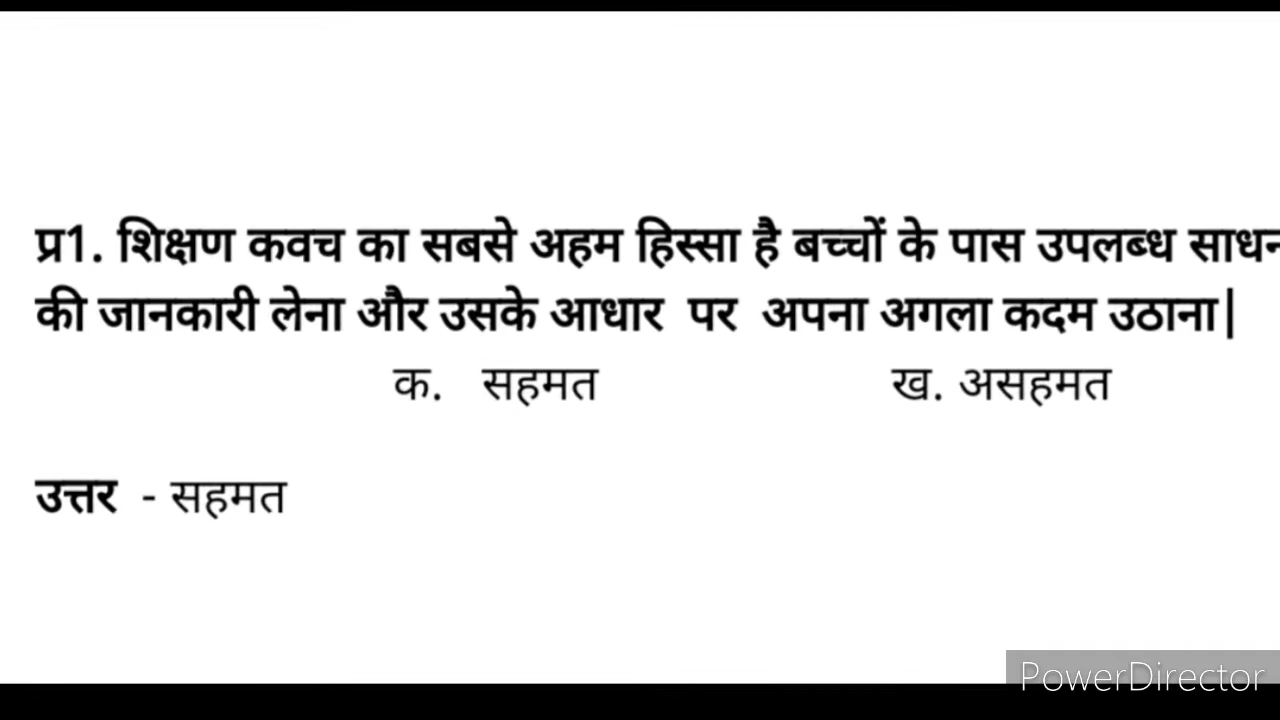 प्र1. शिक्षण कवच का सबसे अहम हिस्सा है बच्चों के पास उपलब्ध साधन
की जानकारी लेना और उसके आधार पर अपना अगला कदम उठाना|
क. सहमत ख. असहमत
उत्तर - सहमत
PowerDirector